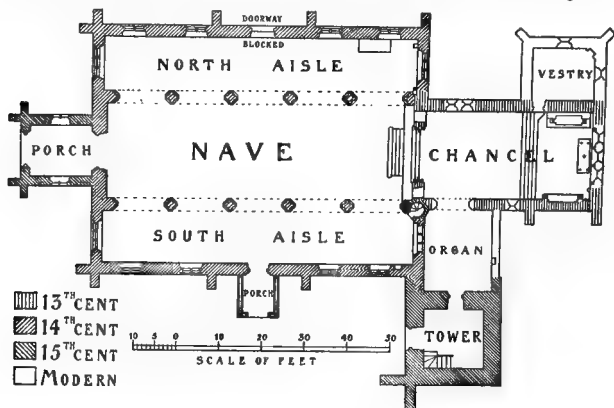 DOORWAY
BLOCKED
NORTH AISLE
VESTRY
PORCH
NAVE
CHANCEL
SOUTH AISLE
ORGAN
PORCH
TOWER
13TH CENT
14TH CENT
15TH CENT
MODERN
10 5 0 10 20 30 50
SCALE OF FEET